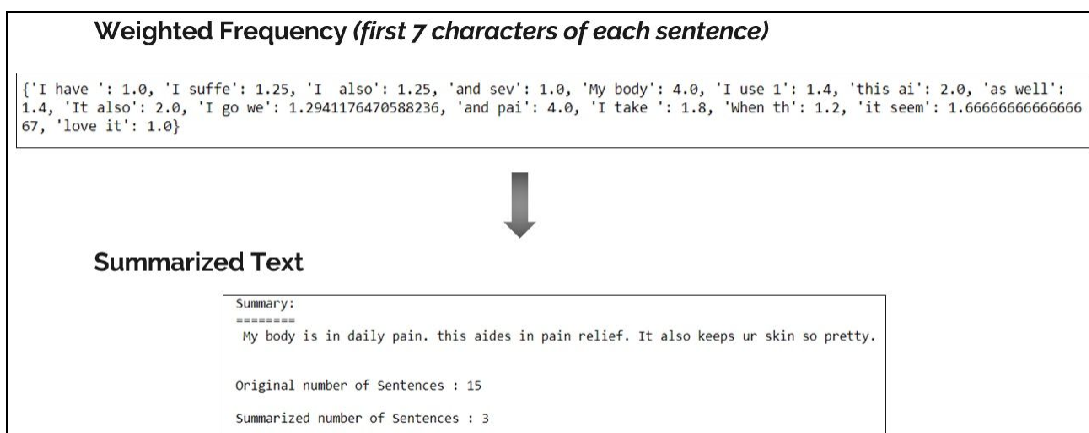 Weighted Frequency (first 7 characters of each sentence)
{'I have ': 1.0, 'I suffe': 1.25, 'I  also': 1.25, 'and sev': 1.0, 'My body': 4.0, 'I use 1': 1.4, 'this ai': 2.0, 'as well':
1.4, 'It also': 2.0, 'I go we': 1.2941176470588236, 'and pai': 4.0, 'I take ': 1.8, 'When th': 1.2, 'it seem': 1.66666666666666
67, 'love it': 1.0}
Summarized Text
Summary:
========
My body is in daily pain. this aides in pain relief. It also keeps ur skin so pretty.
Original number of Sentences : 15
Summarized number of Sentences : 3